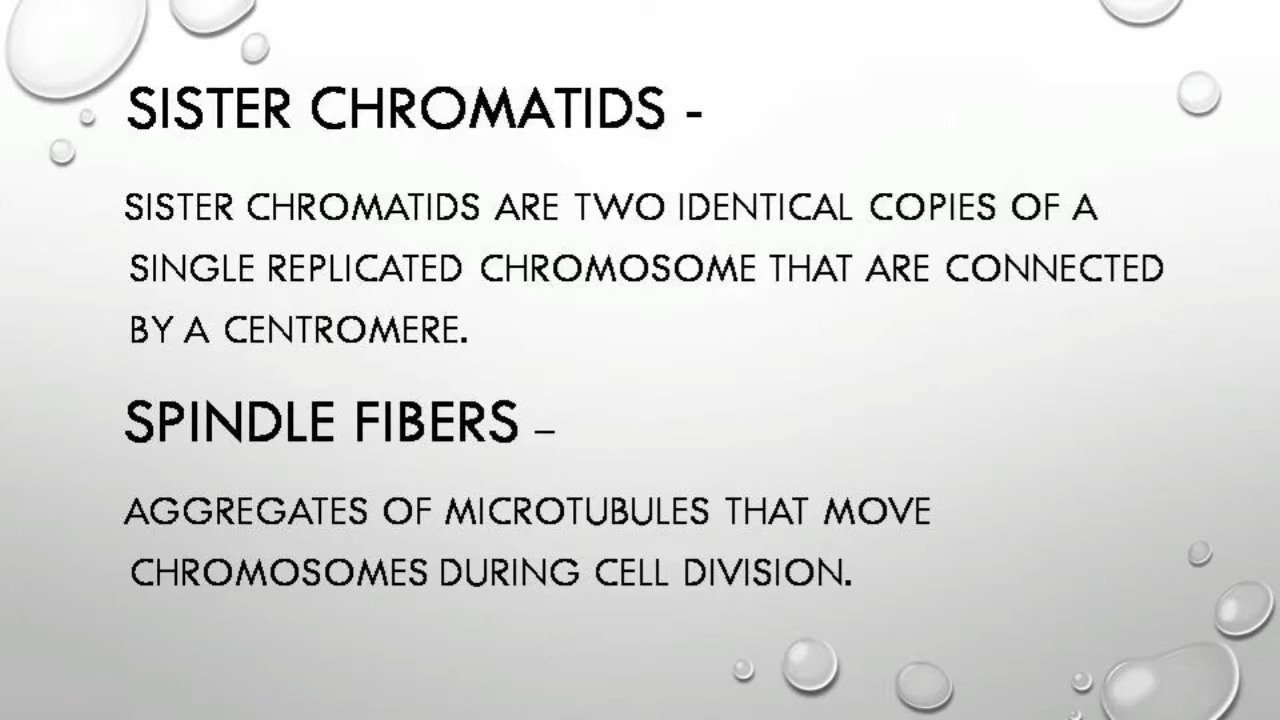 SISTER CHROMATIDS -
SISTER CHROMATIDS ARE TWO IDENTICAL COPIES OF A
SINGLE REPLICATED CHROMOSOME THAT ARE CONNECTED
BY A CENTROMERE.
SPINDLE FIBERS –
AGGREGATES OF MICROTUBULES THAT MOVE
CHROMOSOMES DURING CELL DIVISION.